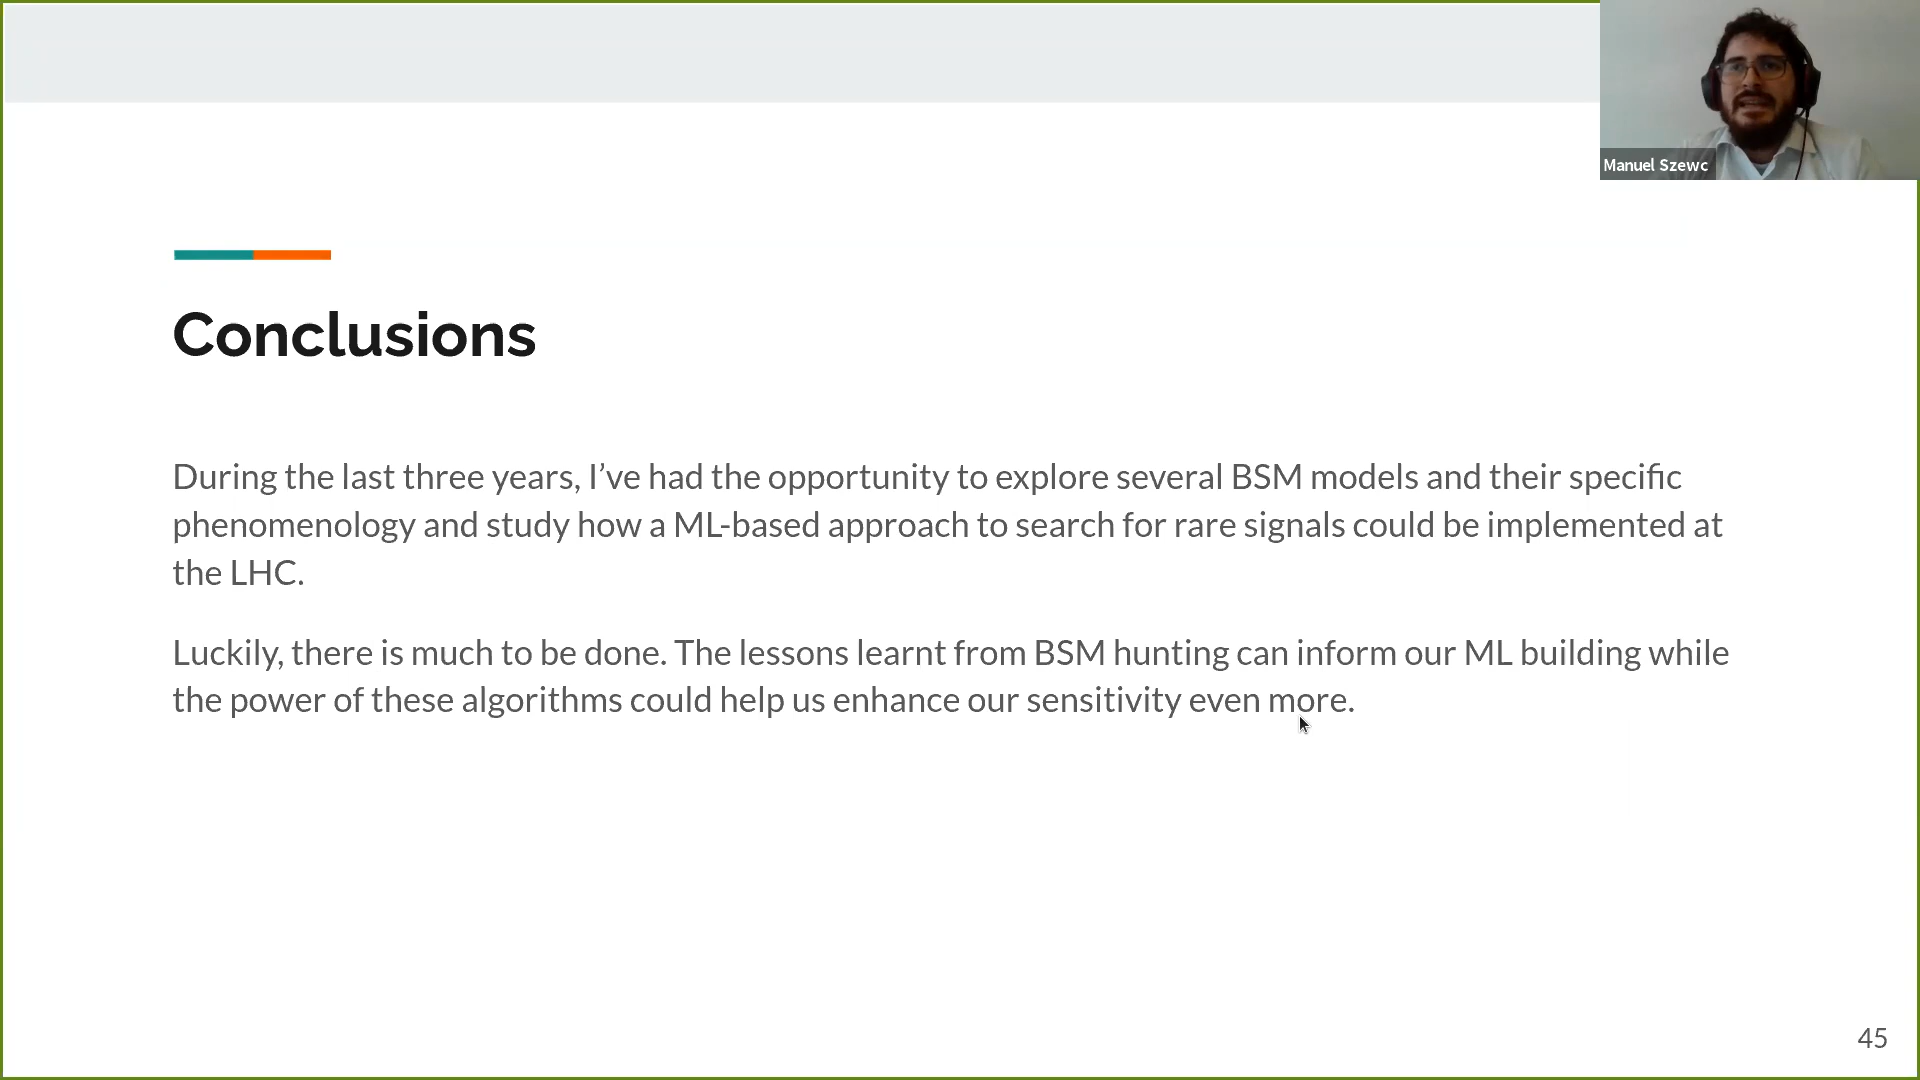 Manuel Szewc
Conclusions
During the last three years, I’ve had the opportunity to explore several BSM models and their specific
phenomenology and study how a ML-based approach to search for rare signals could be implemented at
the LHC.
Luckily, there is much to be done. The lessons learnt from BSM hunting can inform our ML building while
the power of these algorithms could help us enhance our sensitivity even more.
45